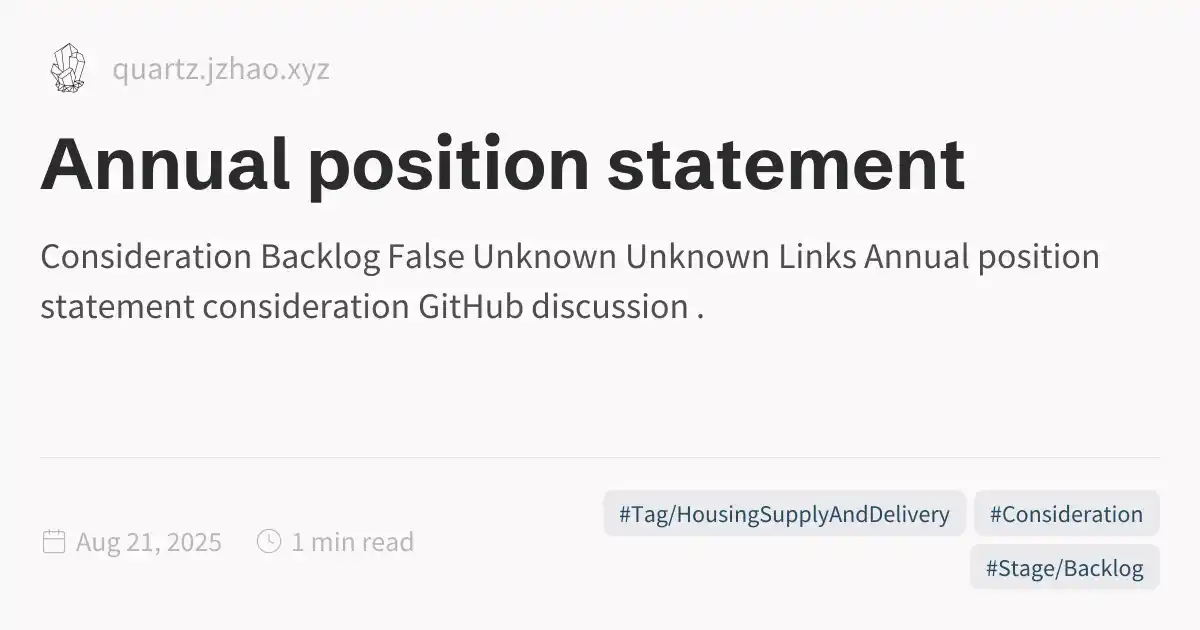 quartz.jzhao.xyz
Annual position statement
Consideration Backlog False Unknown Unknown Links Annual position
statement consideration GitHub discussion .
Aug 21, 2025
1 min read
#Tag/HousingSupplyAndDelivery
#Consideration
#Stage/Backlog